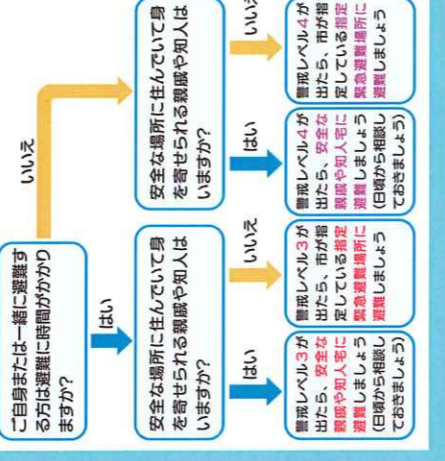 ご自身または一緒に避難す
る方は避難に時間がかかり
ますか?
いいえ
はい
安全な場所に住んでいて身
を寄せられる親戚や知人は
いますか?
安全な場所に住んでいて身
を寄せられる親戚や知人は
いますか?
はい
いいえ
はい
いいえ
警戒レベル3が
出たら、安全な
親戚や知人宅に
避難しましょう
(日頃から相談し
ておきましょう)
警戒レベル3が
出たら、市が指
定している指定
緊急避難場所に
避難しましょう
警戒レベル4が
出たら、安全な
親戚や知人宅に
避難しましょう
(日頃から相談し
ておきましょう)
警戒レベル4が
出たら、市が指
定している指定
緊急避難場所に
避難しましょう